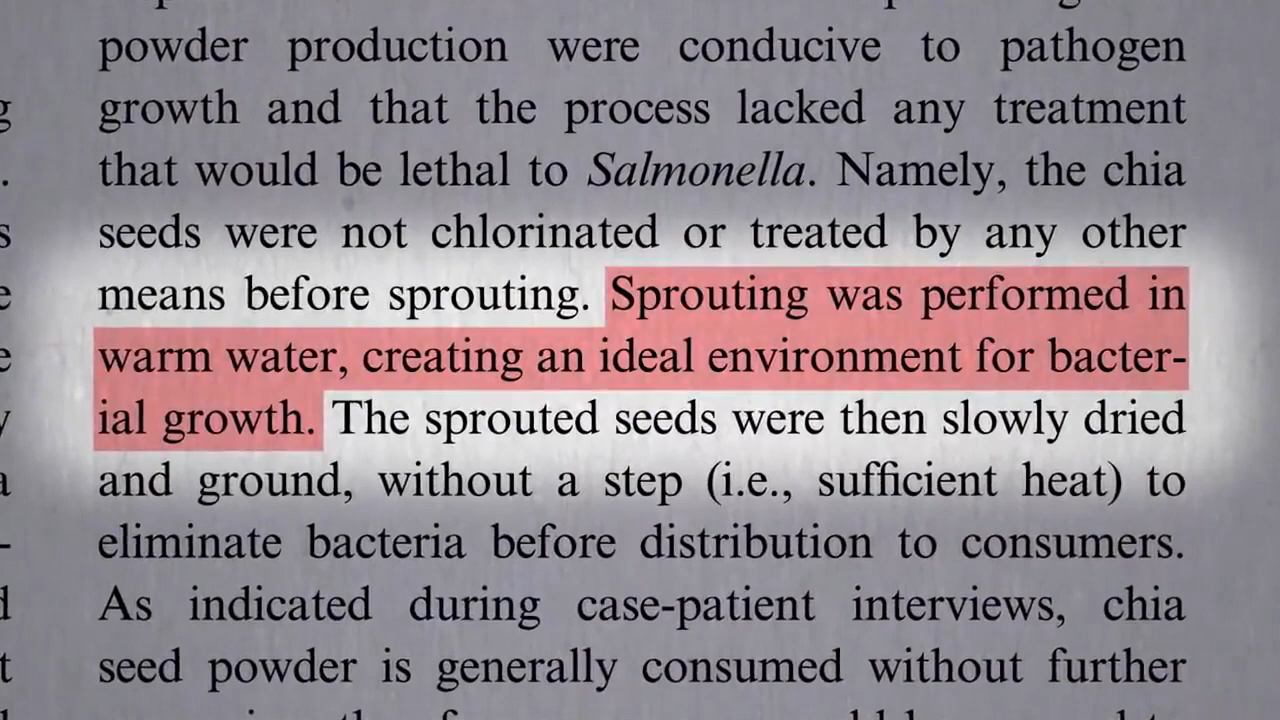 powder production were conducive to pathogen
growth and that the process lacked any treatment
that would be lethal to Salmonella. Namely, the chia
seeds were not chlorinated or treated by any other
means before sprouting. Sprouting was performed in
warm water, creating an ideal environment for bacter-
ial growth. The sprouted seeds were then slowly dried
and ground, without a step (i.e., sufficient heat) to
eliminate bacteria before distribution to consumers.
As indicated during case-patient interviews, chia
seed powder is generally consumed without further